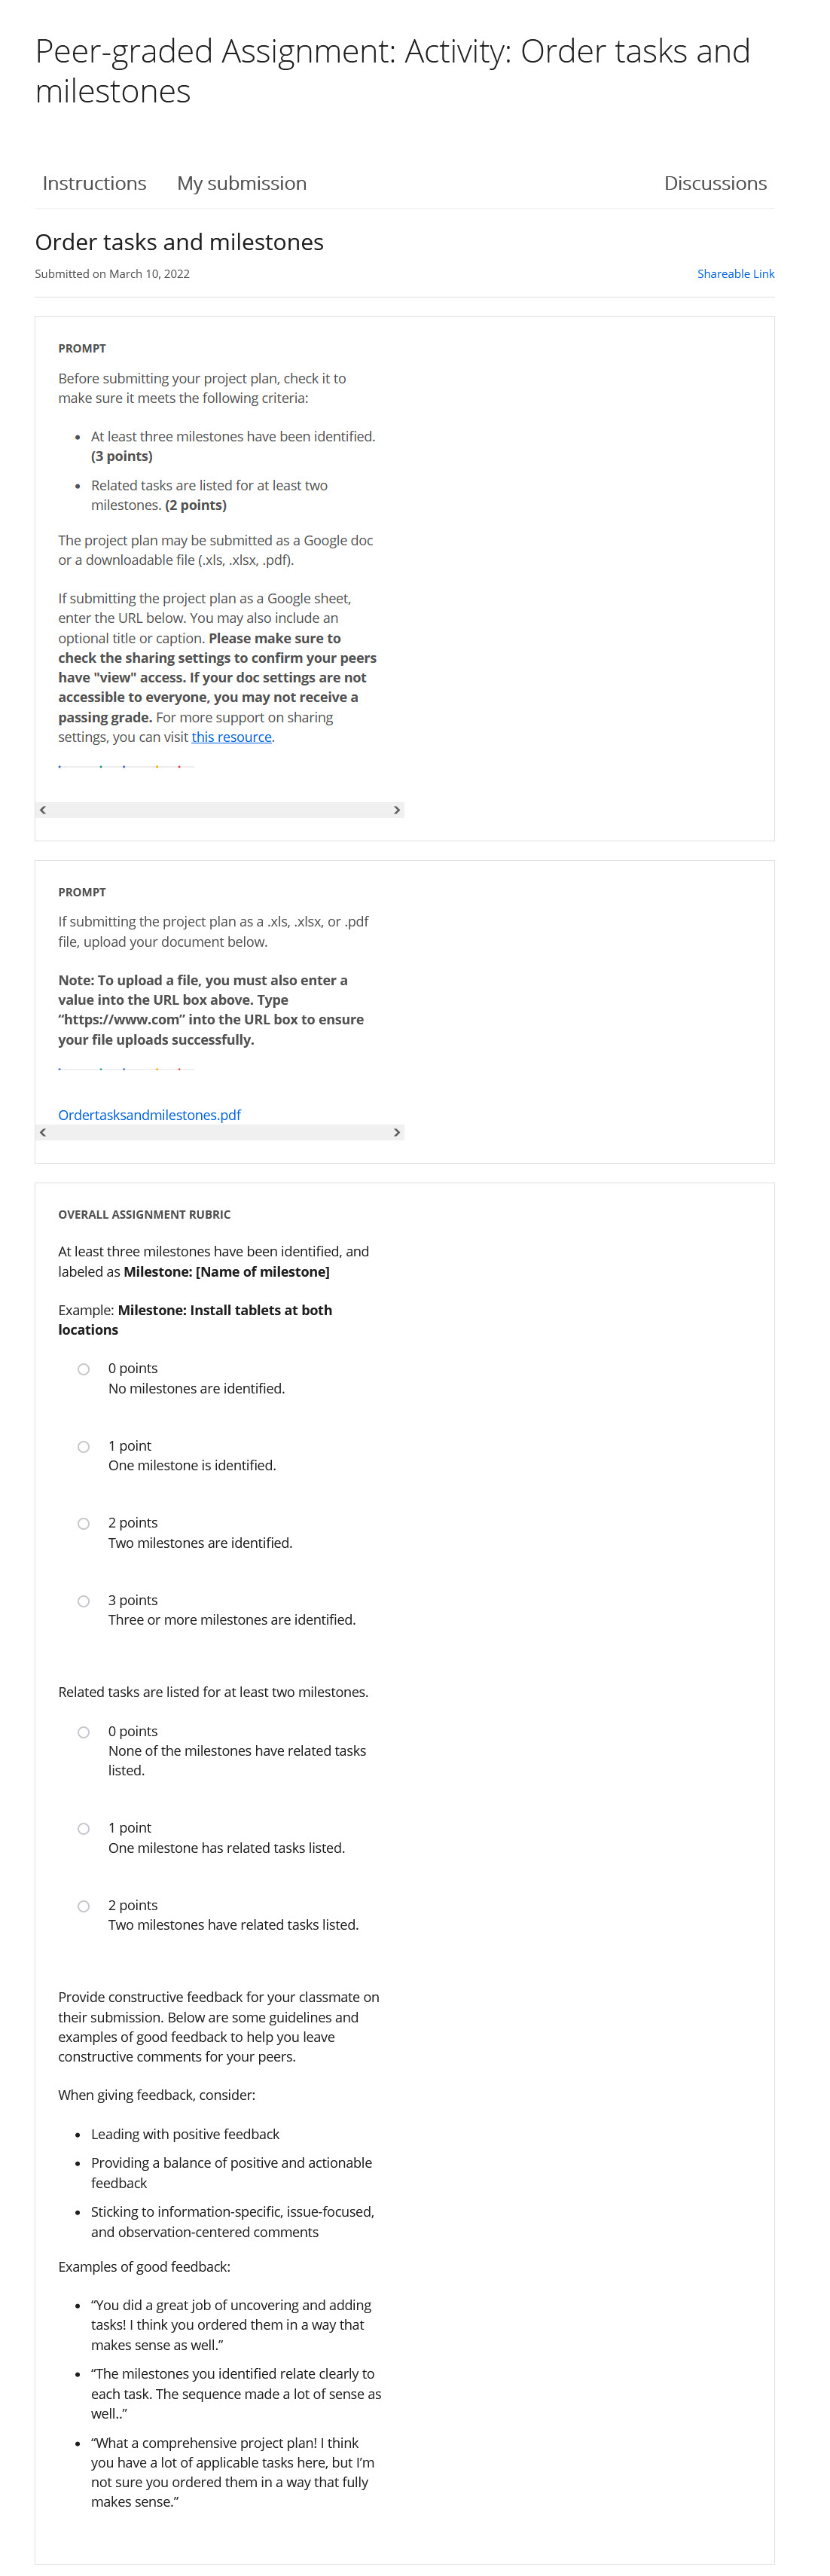 Peer-graded Assignment: Activity: Order tasks and
milestones
Instructions
My submission
Discussions
Order tasks and milestones
Submitted on March 10, 2022
Shareable Link
PROMPT
Before submitting your project plan, check it to
make sure it meets the following criteria:
• At least three milestones have been identified.
(3 points)
• Related tasks are listed for at least two
milestones. (2 points)
The project plan may be submitted as a Google doc
or a downloadable file (.xls, .xlsx, .pdf).
If submitting the project plan as a Google sheet,
enter the URL below. You may also include an
optional title or caption. Please make sure to
check the sharing settings to confirm your peers
have "view" access. If your doc settings are not
accessible to everyone, you may not receive a
passing grade. For more support on sharing
settings, you can visit this resource.
PROMPT
If submitting the project plan as a .xls, .xlsx, or .pdf
file, upload your document below.
Note: To upload a file, you must also enter a
value into the URL box above. Type
“https://www.com” into the URL box to ensure
your file uploads successfully.
Ordertasksandmilestones.pdf
OVERALL ASSIGNMENT RUBRIC
At least three milestones have been identified, and
labeled as Milestone: [Name of milestone]
Example: Milestone: Install tablets at both
locations
0 points
No milestones are identified.
1 point
One milestone is identified.
2 points
Two milestones are identified.
3 points
Three or more milestones are identified.
Related tasks are listed for at least two milestones.
0 points
None of the milestones have related tasks
listed.
1 point
One milestone has related tasks listed.
2 points
Two milestones have related tasks listed.
Provide constructive feedback for your classmate on
their submission. Below are some guidelines and
examples of good feedback to help you leave
constructive comments for your peers.
When giving feedback, consider:
• Leading with positive feedback
• Providing a balance of positive and actionable
feedback
• Sticking to information-specific, issue-focused,
and observation-centered comments
Examples of good feedback:
• “You did a great job of uncovering and adding
tasks! I think you ordered them in a way that
makes sense as well.”
• “The milestones you identified relate clearly to
each task. The sequence made a lot of sense as
well..”
• “What a comprehensive project plan! I think
you have a lot of applicable tasks here, but I’m
not sure you ordered them in a way that fully
makes sense.”